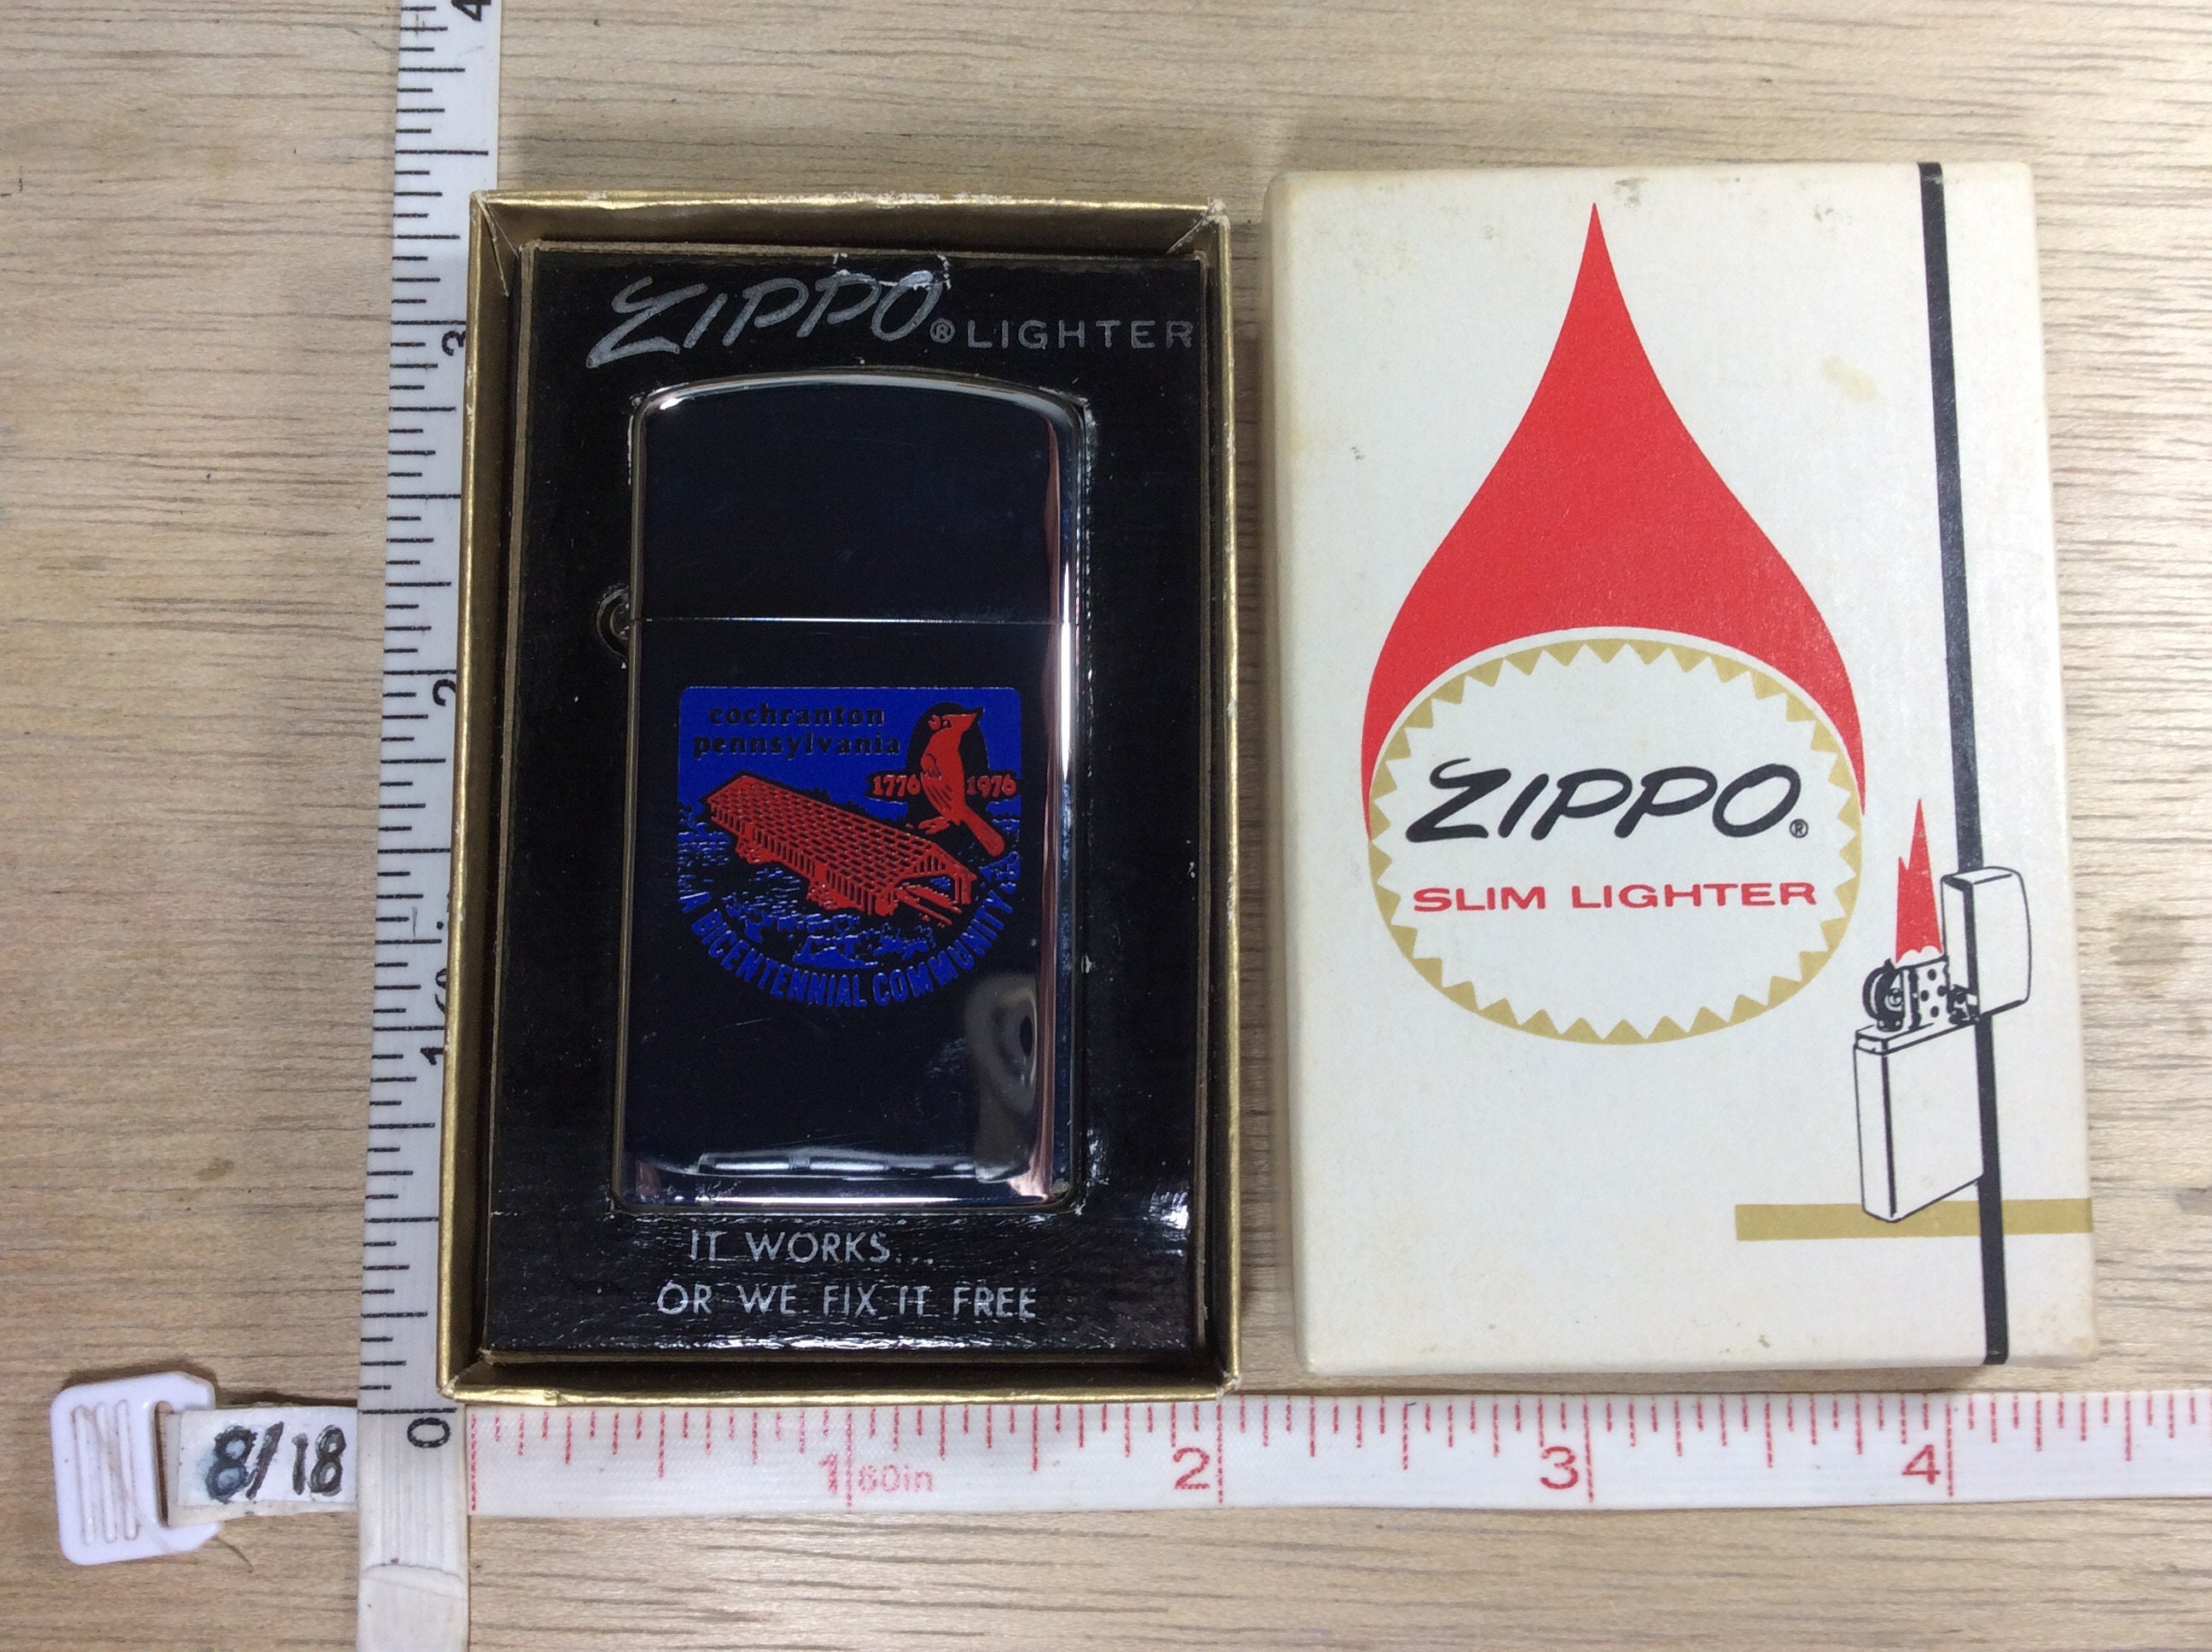 ZIPPO® LIGHTER
cochranton
pennsylvania
1776 1976
A BICENTENNIAL COMMUNITY
IT WORKS...
OR WE FIX IT FREE
ZIPPO®
SLIM LIGHTER
4
3
2
1
60in
0
8/18
1 60in 2 3 4